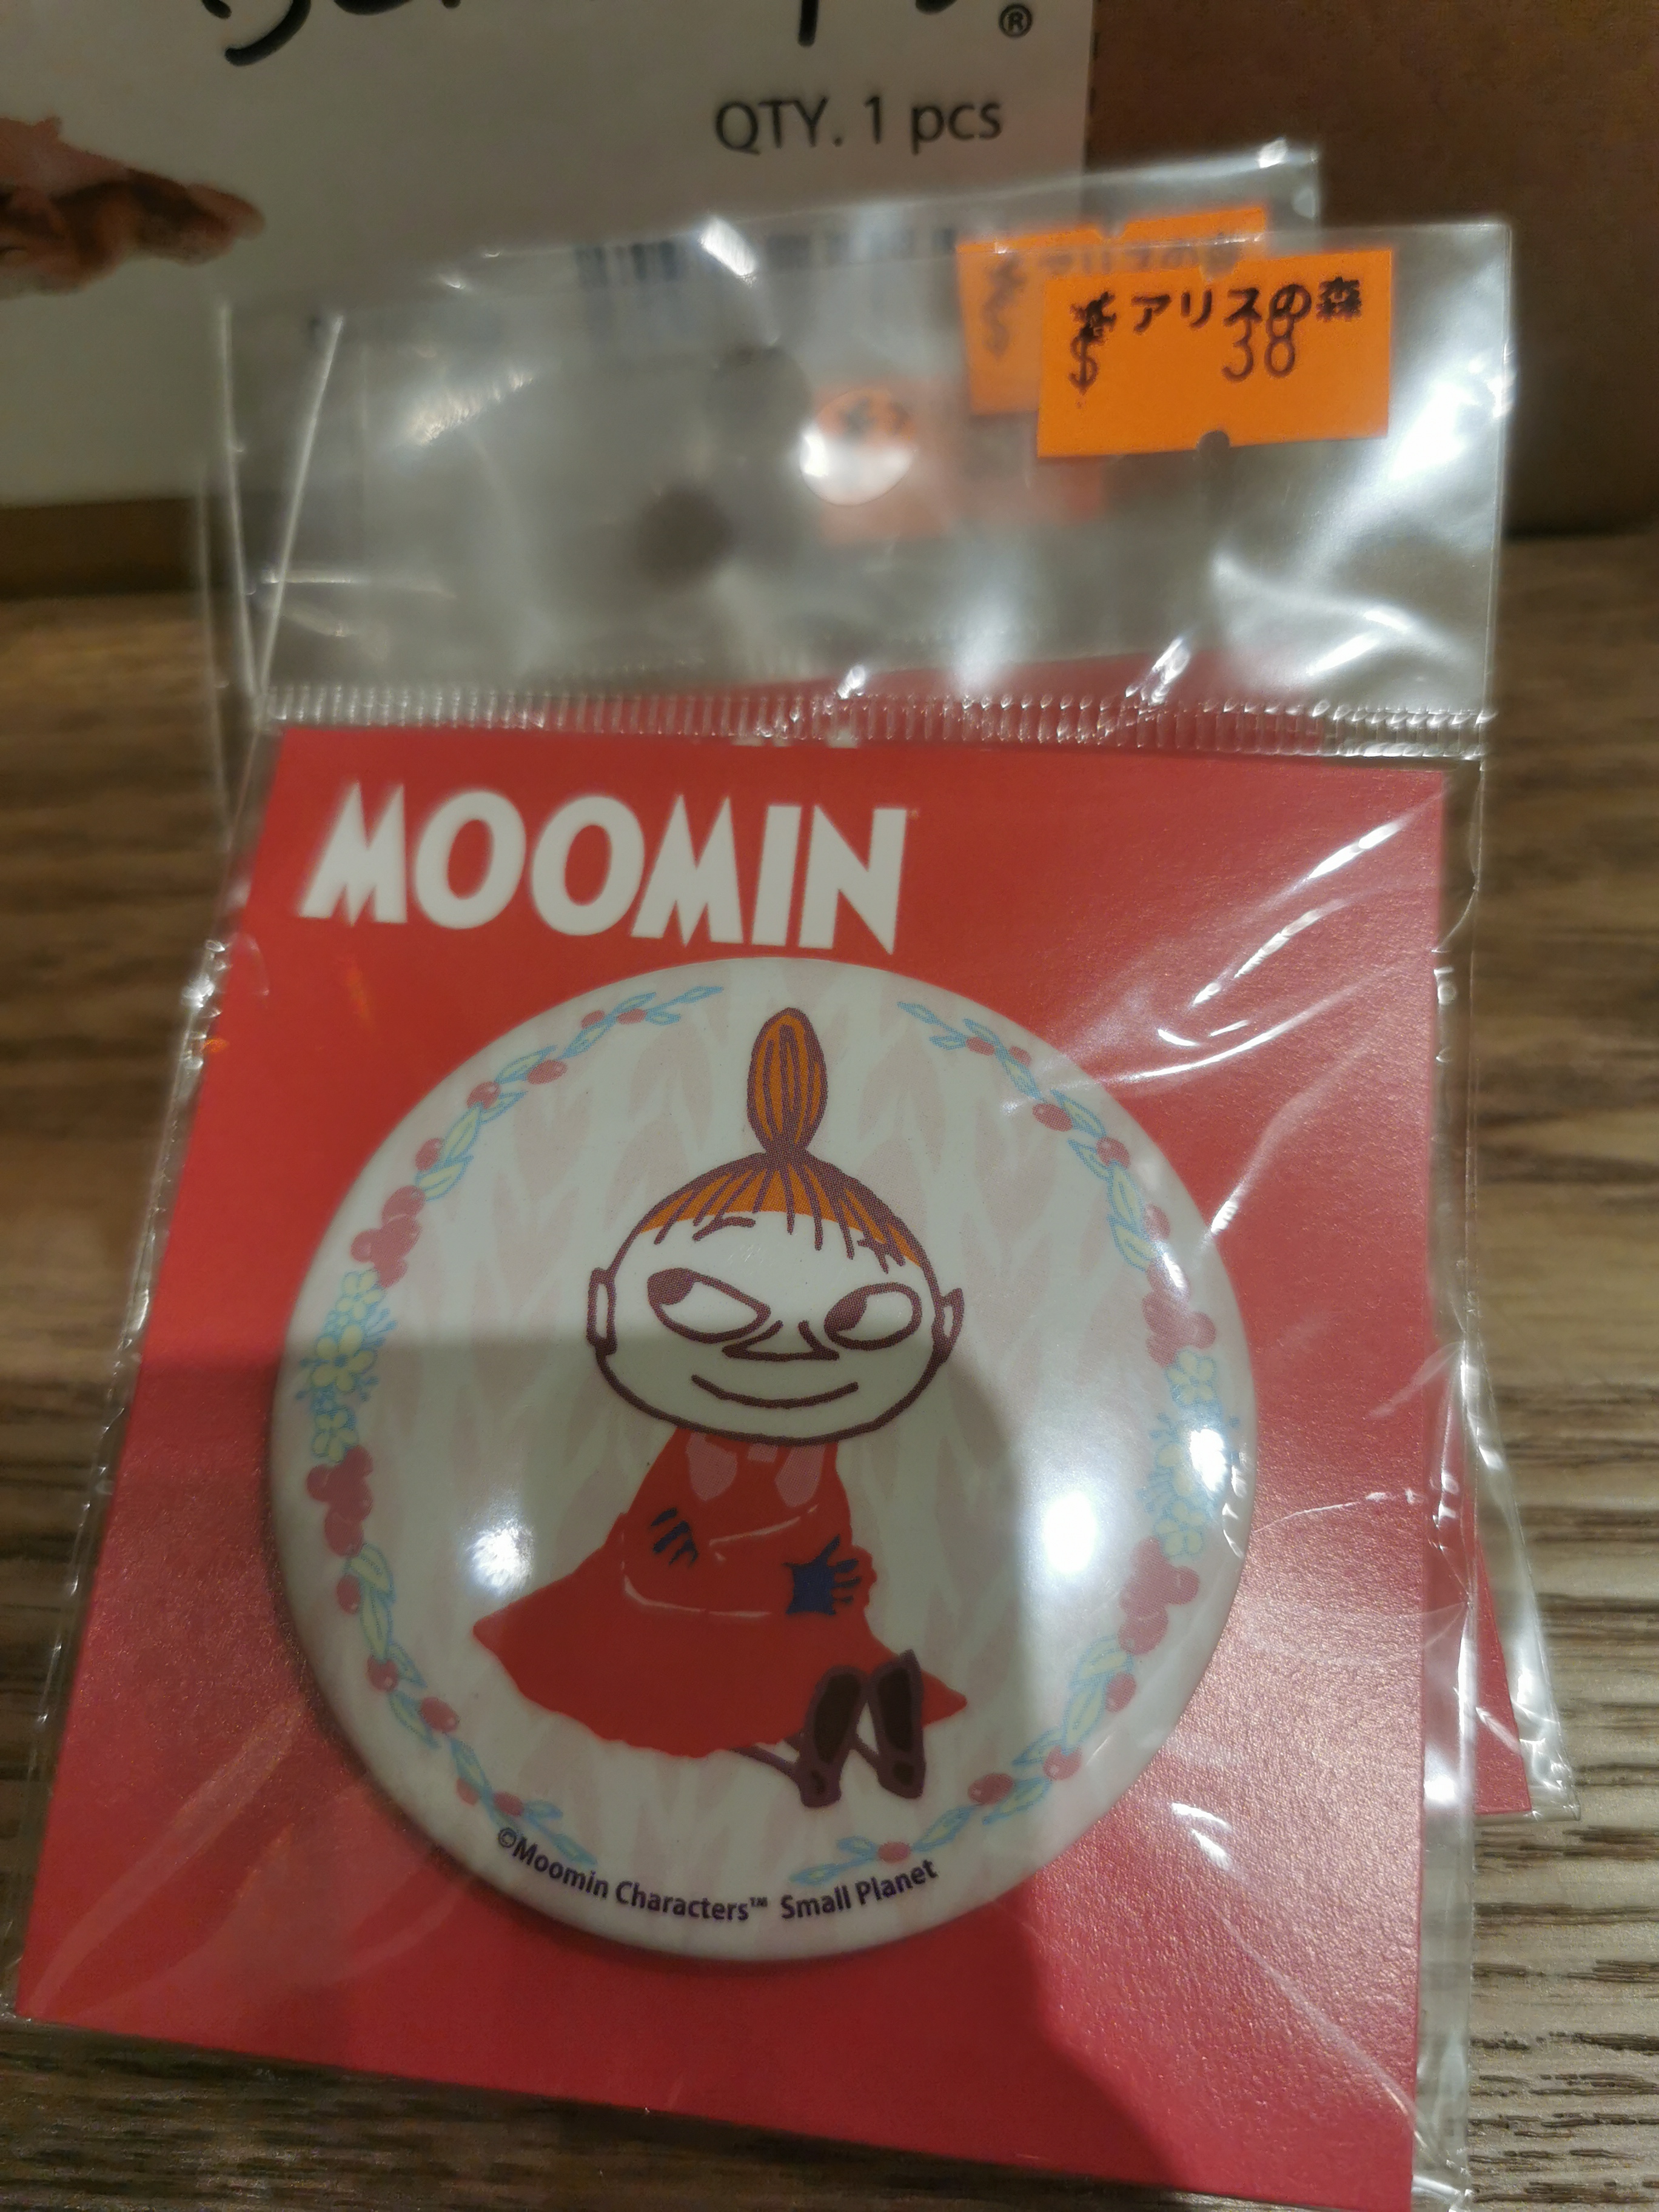 ®
QTY. 1 pcs
アリスの森
$ 38
MOOMIN
©Moomin Characters™ Small Planet